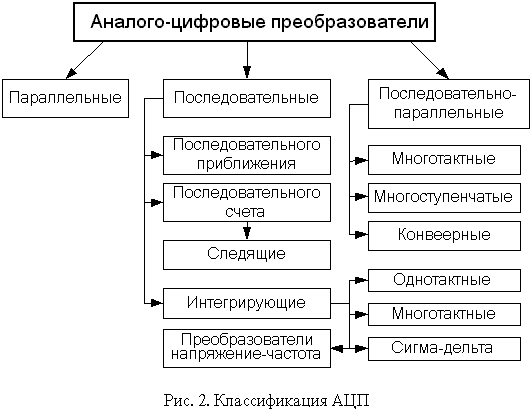 Аналого-цифровые преобразователи
Параллельные
Последовательные
Последовательно-
параллельные
Последовательного
приближения
Последовательного
счета
Следящие
Интегрирующие
Преобразователи
напряжение-частота
Многотактные
Многоступенчатые
Конвеерные
Однотактные
Многотактные
Сигма-дельта
Рис. 2. Классификация АЦП